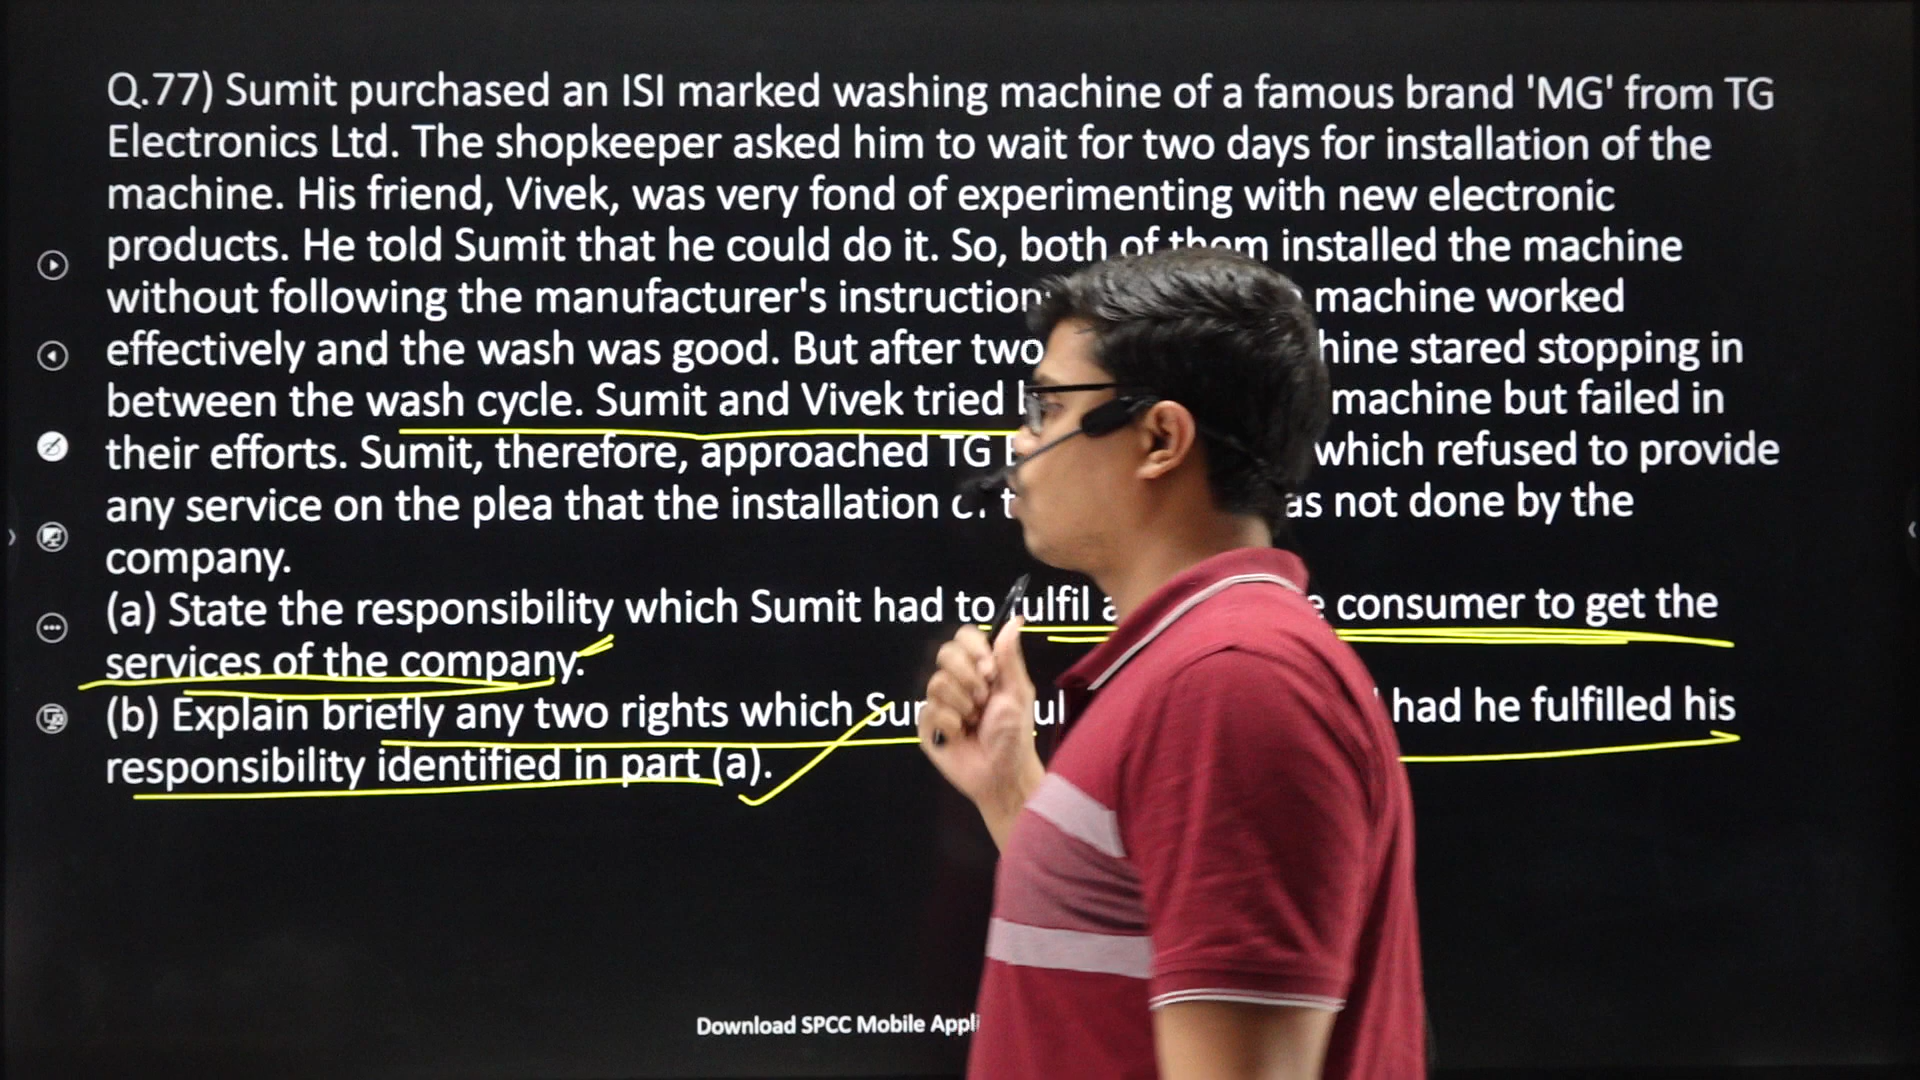 Q.77) Sumit purchased an ISI marked washing machine of a famous brand 'MG' from TG
Electronics Ltd. The shopkeeper asked him to wait for two days for installation of the
machine. His friend, Vivek, was very fond of experimenting with new electronic
products. He told Sumit that he could do it. So, both of them installed the machine
without following the manufacturer's instruction machine worked
effectively and the wash was good. But after two hine stared stopping in
between the wash cycle. Sumit and Vivek tried machine but failed in
their efforts. Sumit, therefore, approached TG which refused to provide
any service on the plea that the installation as not done by the
company.
(a) State the responsibility which Sumit had to fulfil consumer to get the
services of the company.
(b) Explain briefly any two rights which Su had he fulfilled his
responsibility identified in part (a).
Download SPCC Mobile Appli